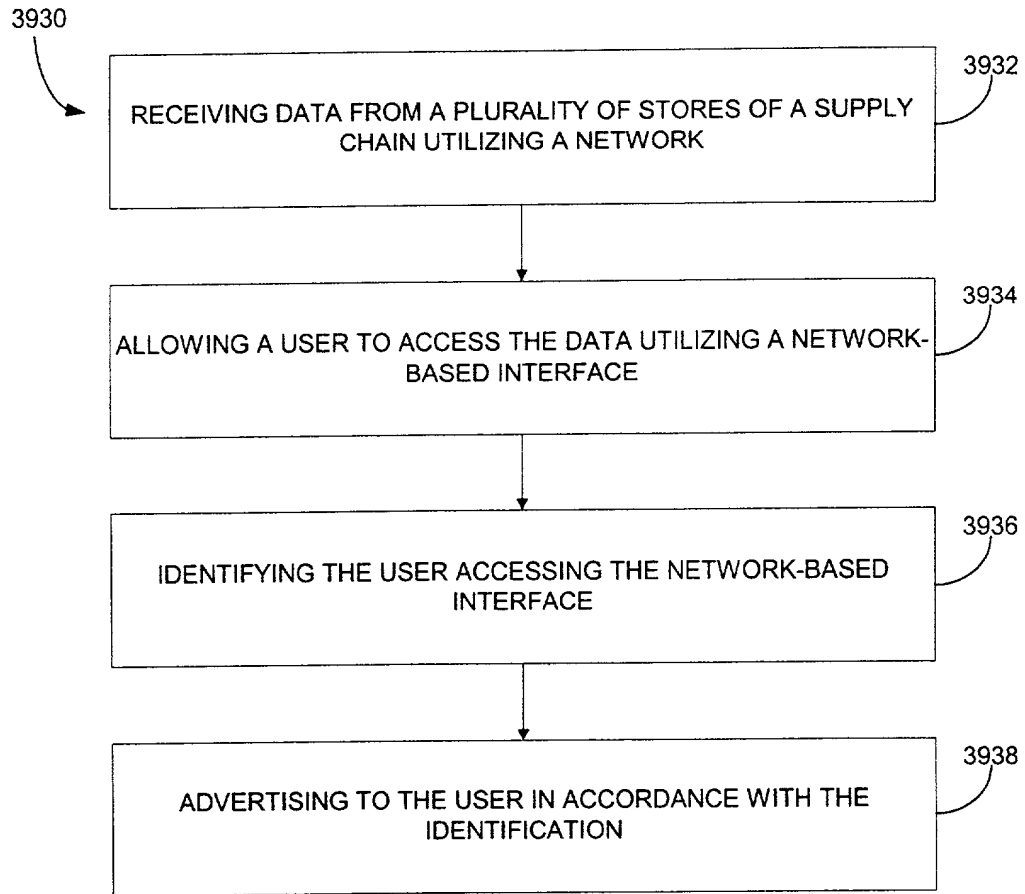 3930
3932
RECEIVING DATA FROM A PLURALITY OF STORES OF A SUPPLY
CHAIN UTILIZING A NETWORK
3934
ALLOWING A USER TO ACCESS THE DATA UTILIZING A NETWORK-
BASED INTERFACE
3936
IDENTIFYING THE USER ACCESSING THE NETWORK-BASED
INTERFACE
3938
ADVERTISING TO THE USER IN ACCORDANCE WITH THE
IDENTIFICATION